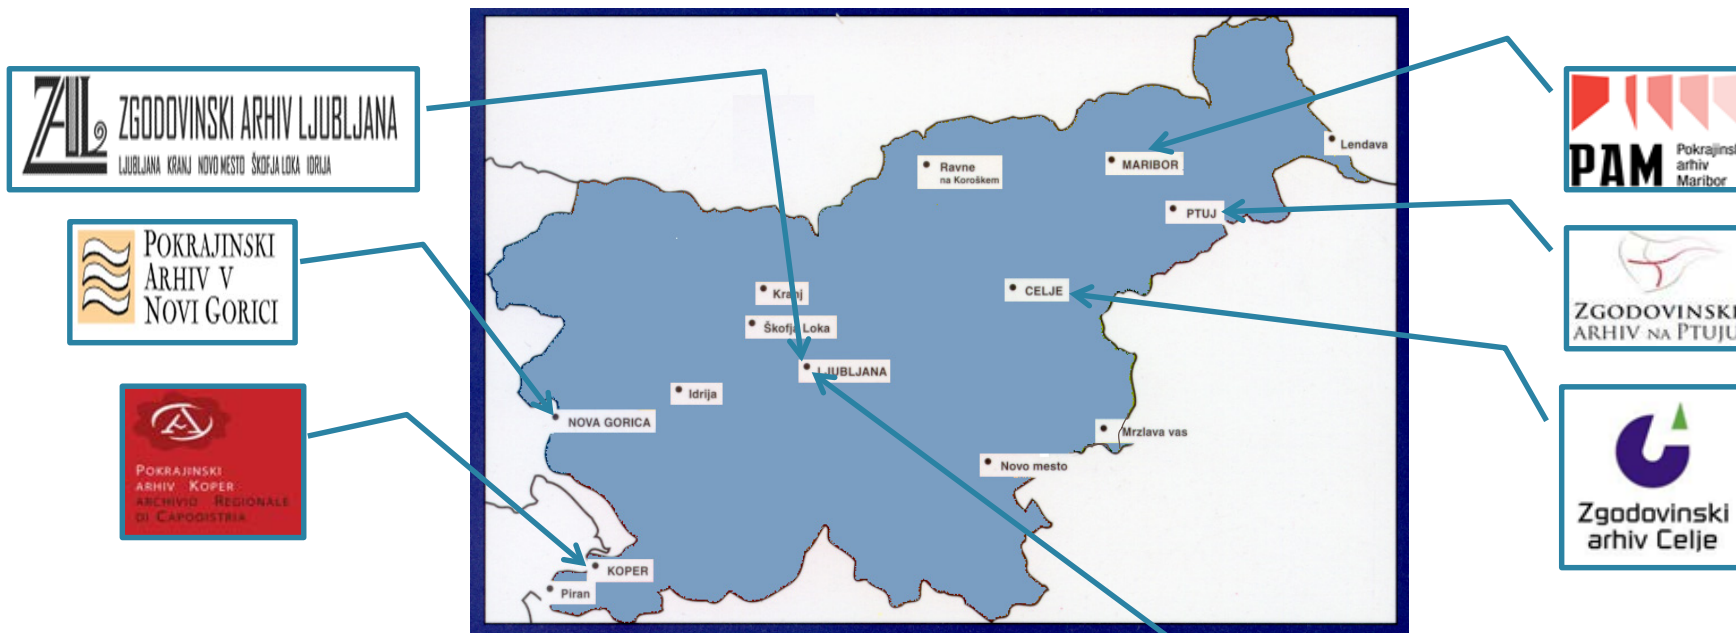 ZAL
ZGODOVINSKI ARHIV LJUBLJANA
LJUBLJANA KRANJ NOVO MESTO ŠKOFJA LOKA IDRIJA
POKRAJINSKI
ARHIV V
NOVI GORICI
POKRAJINSKI
ARHIV KOPER
ARCHIVIO REGIONALE
DI CAPODISTRIA
Lendava
Ravne
na Koroškem
MARIBOR
PTUJ
CELJE
Kranj
Škofja Loka
LJUBLJANA
Idrija
NOVA GORICA
Mrzlava vas
Novo mesto
KOPER
Piran
PAM
Pokrajinsk
arhiv
Maribor
ZGODOVINSKI
ARHIV NA PTUJU
Zgodovinski
arhiv Celje